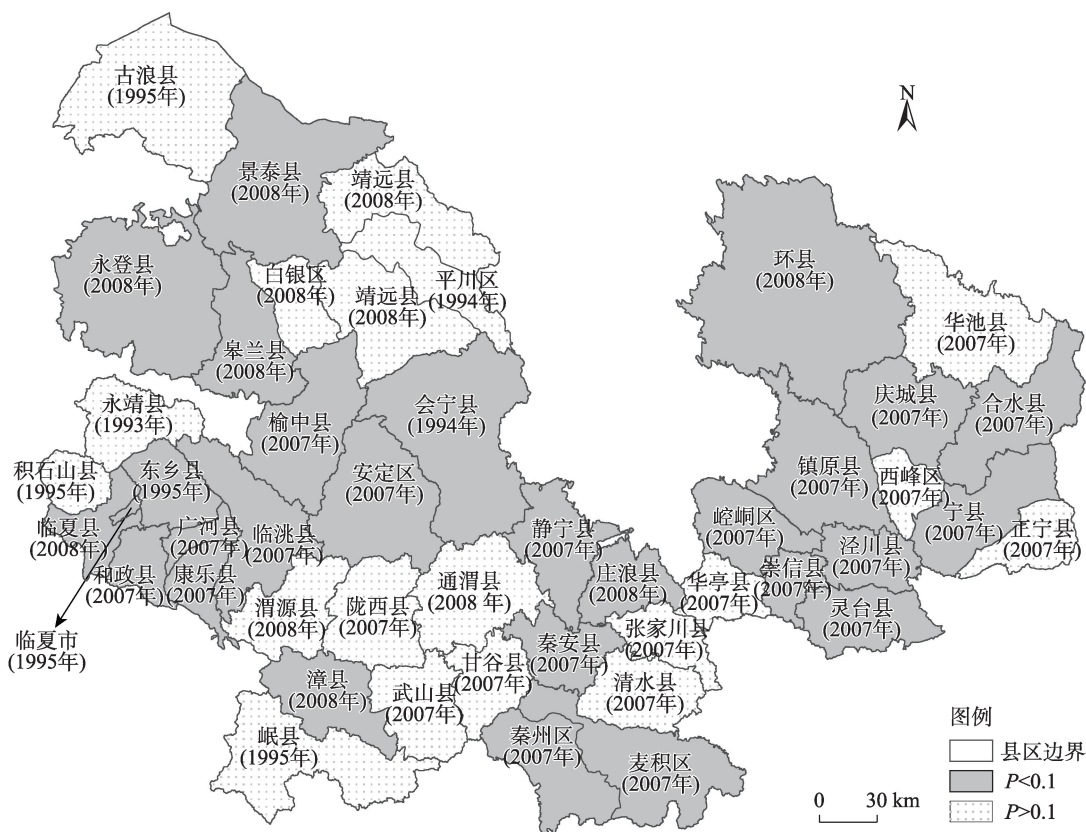 古浪县
(1995年)
N
景泰县
(2008年)
靖远县
(2008年)
永登县
(2008年)
白银区
(2008年)
平川区
(1994年)
靖远县
(2008年)
环县
(2008年)
华池县
(2007年)
皋兰县
(2008年)
永靖县
(1993年)
榆中县
(2007年)
会宁县
(1994年)
庆城县
(2007年)
合水县
(2007年)
积石山县
(1995年)
东乡县
(1995年)
安定区
(2007年)
镇原县
(2007年)
西峰区
(2007年)
临夏县
(2008年)
广河县
(2007年)
临洮县
(2007年)
静宁县
(2007年)
崆峒区
(2007年)
宁县
(2007年)
正宁县
(2007年)
泾川县
(2007年)
和政县
(2007年)
康乐县
(2007年)
庄浪县
(2008年)
华亭县
(2007年)
崇信县
(2007年)
通渭县
(2008 年)
渭源县
(2008年)
陇西县
(2007年)
灵台县
(2007年)
临夏市
(1995年)
张家川县
(2007年)
秦安县
(2007年)
甘谷县
(2007年)
漳县
(2008年)
武山县
(2007年)
清水县
(2007年)
岷县
(1995年)
秦州区
(2007年)
麦积区
(2007年)
图例
县区边界
P<0.1
P>0.1
0 30 km